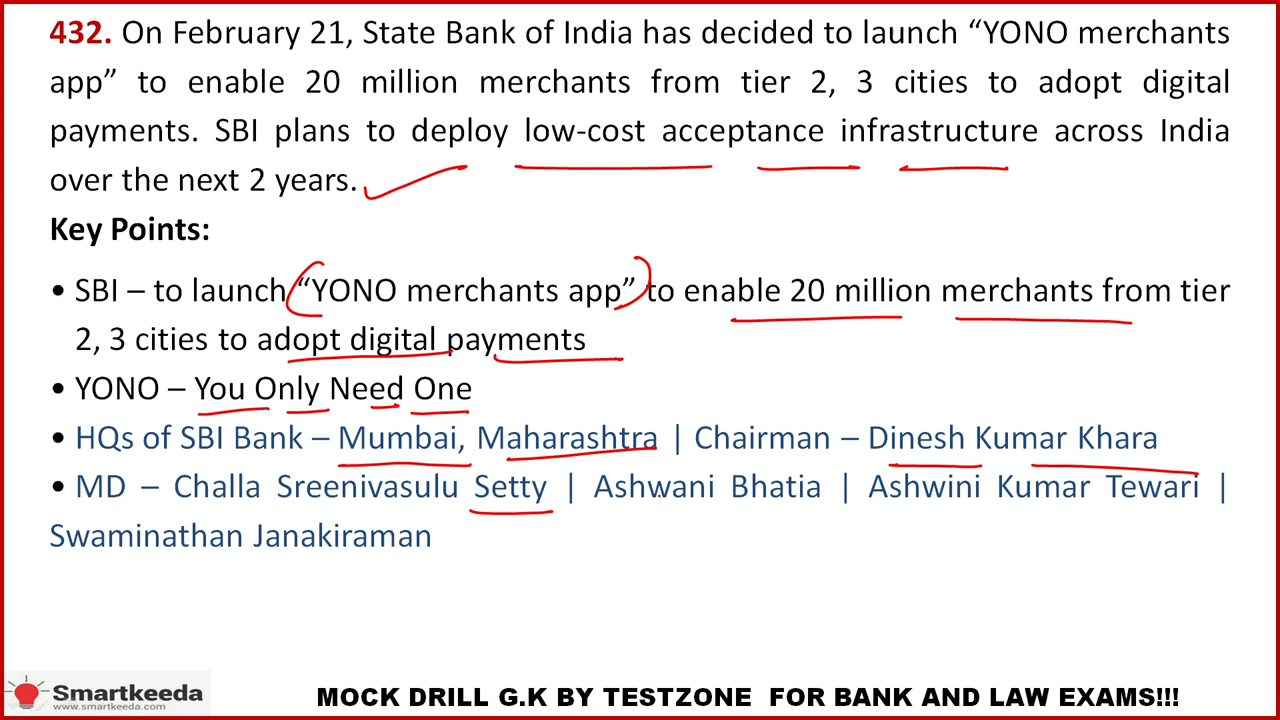 432. On February 21, State Bank of India has decided to launch “YONO merchants
app” to enable 20 million merchants from tier 2, 3 cities to adopt digital
payments. SBI plans to deploy low-cost acceptance infrastructure across India
over the next 2 years.
Key Points:
• SBI – to launch “YONO merchants app” to enable 20 million merchants from tier
2, 3 cities to adopt digital payments
• YONO – You Only Need One
• HQs of SBI Bank – Mumbai, Maharashtra | Chairman – Dinesh Kumar Khara
• MD – Challa Sreenivasulu Setty | Ashwani Bhatia | Ashwini Kumar Tewari |
Swaminathan Janakiraman
Smartkeeda
www.smartkeeda.com
MOCK DRILL G.K BY TESTZONE FOR BANK AND LAW EXAMS!!!